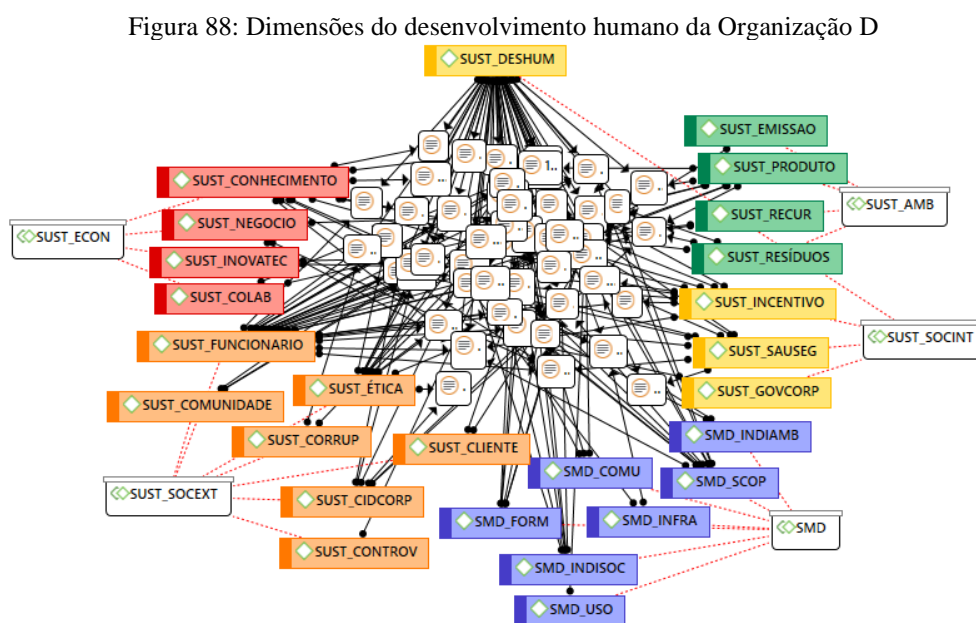 Figura 88: Dimensões do desenvolvimento humano da Organização D
SUST_DESHUM
SUST_EMISSAO
SUST_PRODUTO
SUST_CONHECIMENTO
SUST_AMB
SUST_NEGOCIO
SUST_RECUR
SUST_ECON
SUST_INOVATEC
SUST_RESÍDUOS
SUST_COLAB
SUST_INCENTIVO
SUST_FUNCIONARIO
SUST_SOCINT
SUST_SAUSEG
SUST_ÉTICA
SUST_GOVCORP
SUST_COMUNIDADE
SUST_CORRUP
SUST_CLIENTE
SMD_INDIAMB
SMD_COMU
SMD_SCOP
SUST_SOCEXT
SUST_CIDCORP
SMD_FORM
SMD_INFRA
SMD
SUST_CONTROV
SMD_INDISOC
SMD_USO
1..